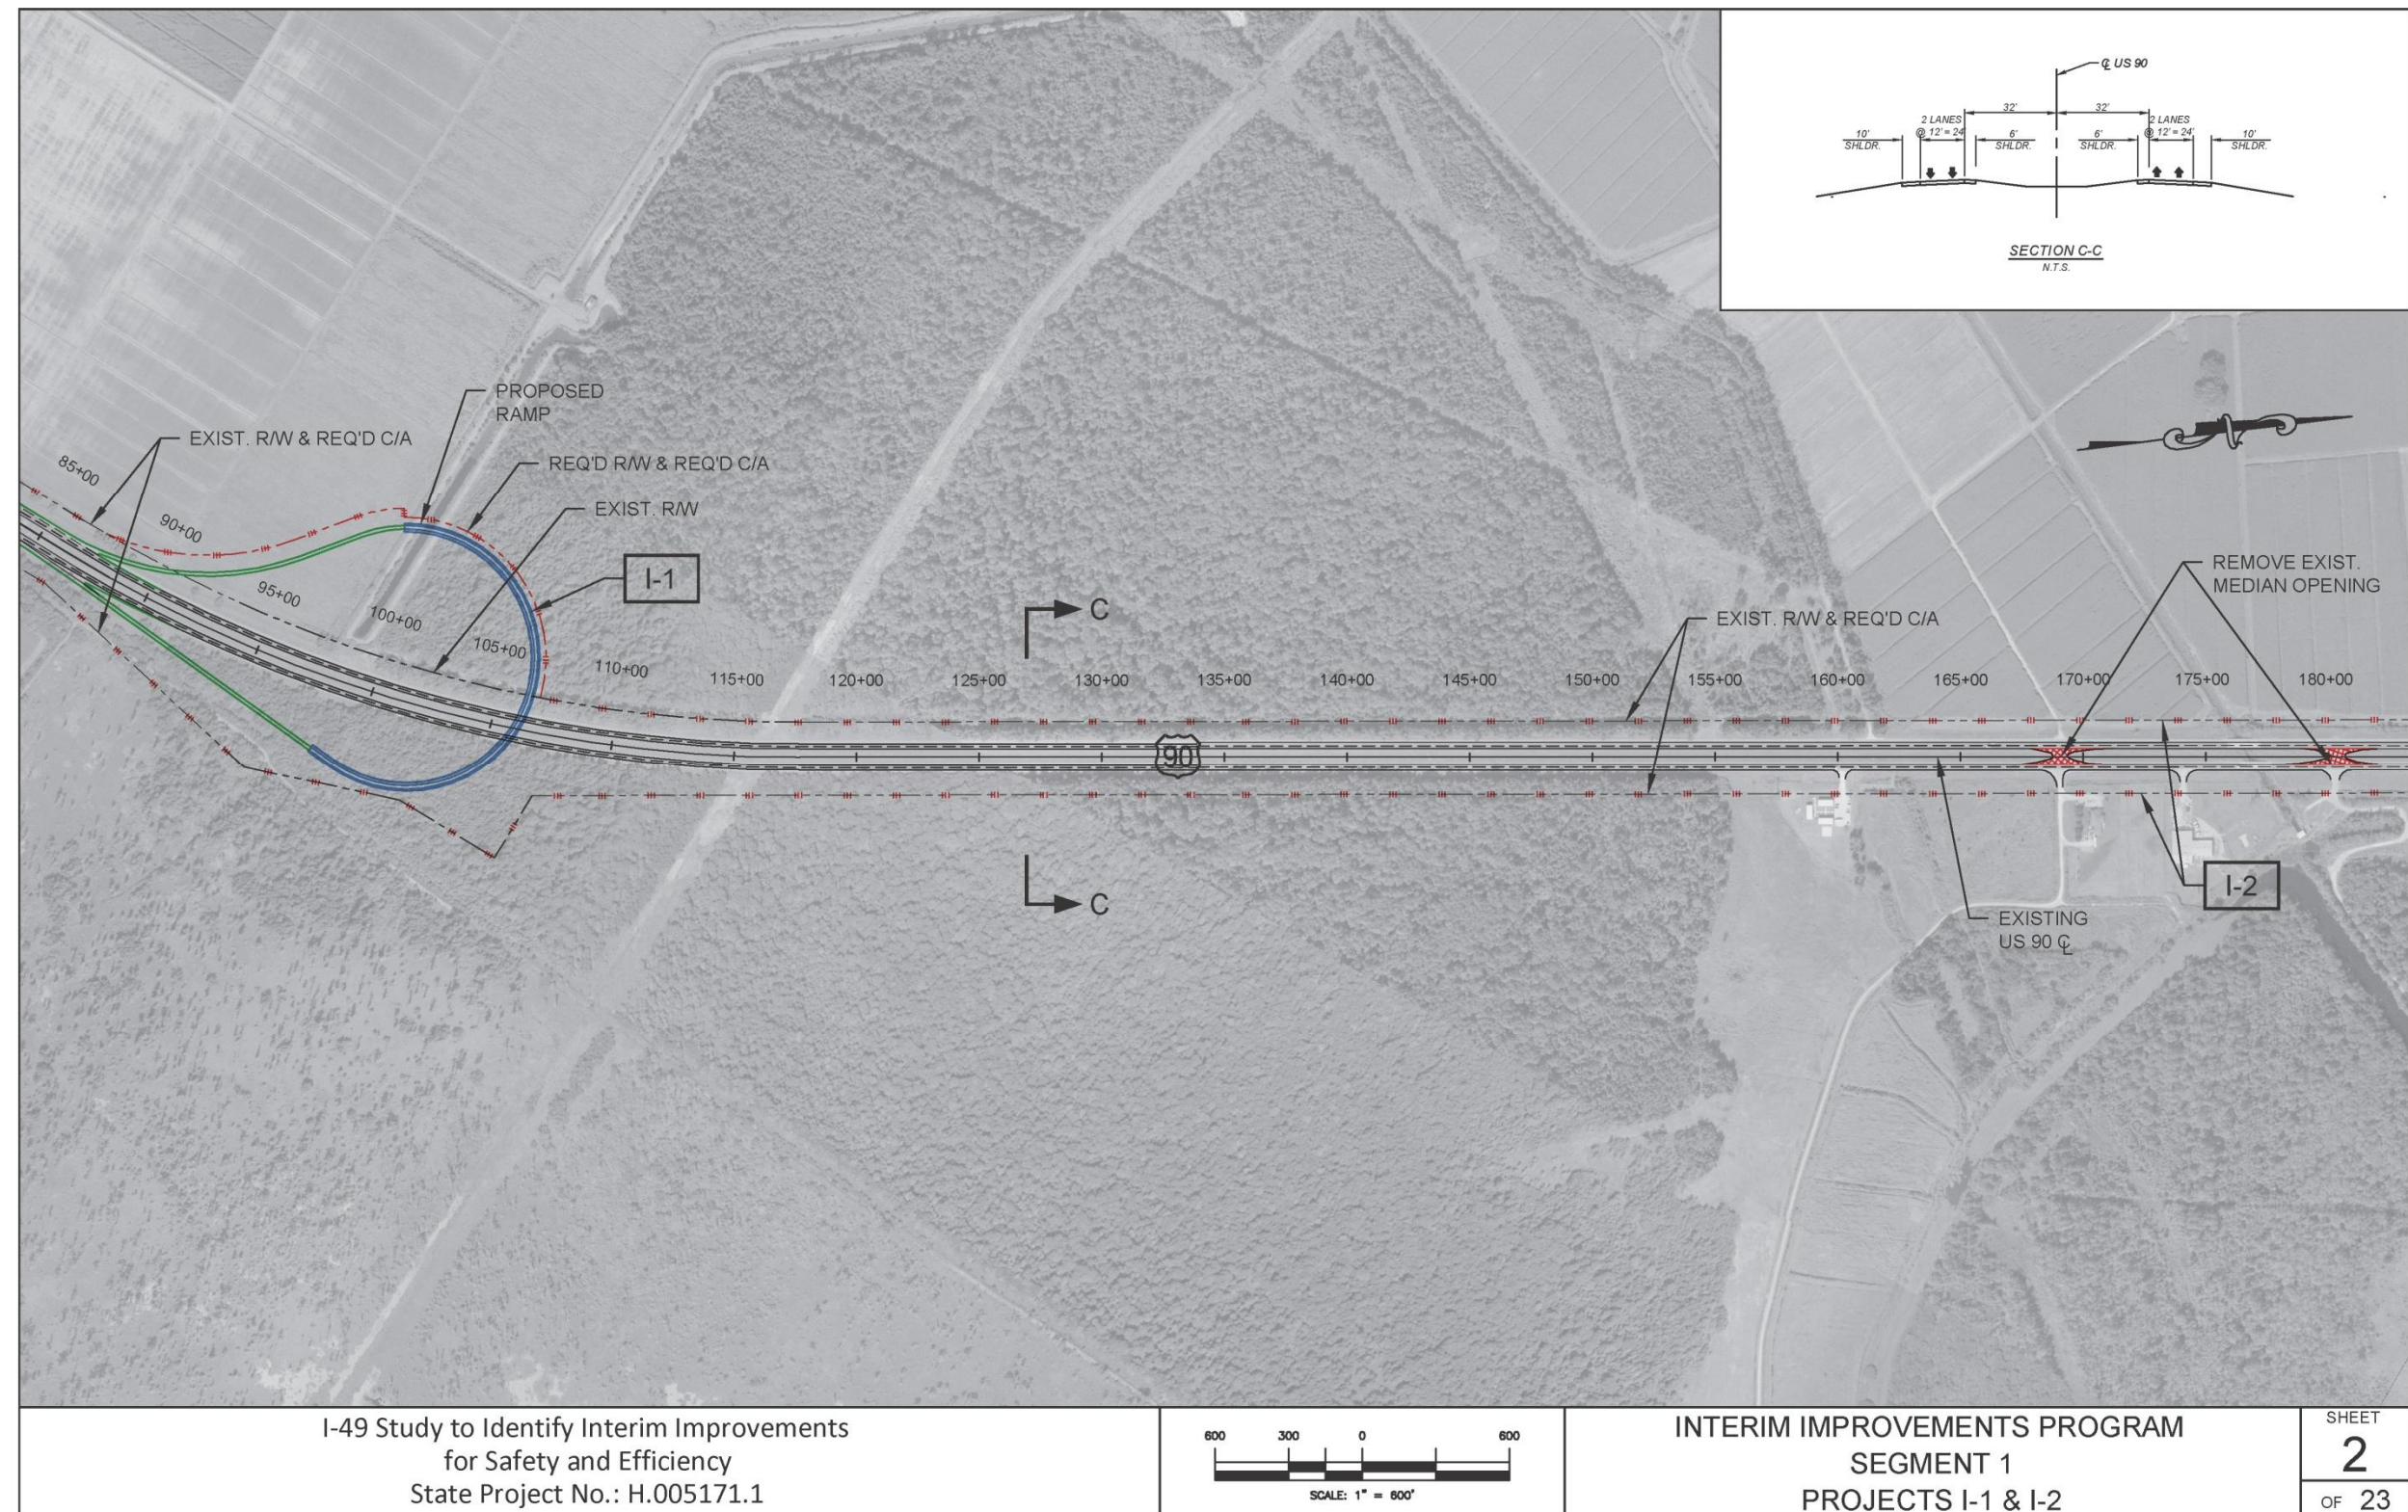 ℄ US 90
32'
32'
2 LANES
@ 12' = 24'
2 LANES
@ 12' = 24'
10'
SHLDR.
6'
SHLDR.
6'
SHLDR.
10'
SHLDR.
SECTION C-C
N.T.S.
PROPOSED
RAMP
EXIST. R/W & REQ'D C/A
REQ'D R/W & REQ'D C/A
EXIST. R/W
I-1
85+00
90+00
95+00
100+00
105+00
110+00
115+00
120+00
125+00
130+00
135+00
140+00
145+00
150+00
155+00
160+00
165+00
170+00
175+00
180+00
C
EXIST. R/W & REQ'D C/A
REMOVE EXIST.
MEDIAN OPENING
90
I-2
C
EXISTING
US 90 ℄
I-49 Study to Identify Interim Improvements
for Safety and Efficiency
State Project No.: H.005171.1
600 300 0 600
SCALE: 1" = 600'
INTERIM IMPROVEMENTS PROGRAM
SEGMENT 1
PROJECTS I-1 & I-2
SHEET
2
OF 23